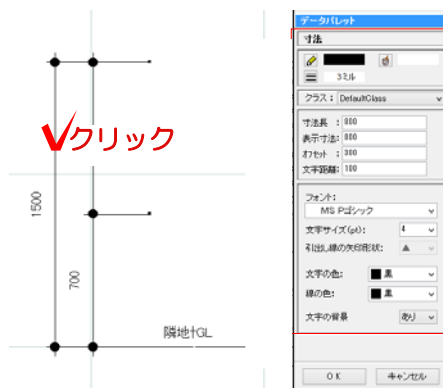 クリック
1500
700
隣地GL
データパレット
寸法
3ミル
クラス： DefaultClass
寸法長 ： 800
表示寸法： 800
オフセット ： 300
文字距離： 100
フォント：
MS Pゴシック
文字サイズ(pt)： 4
引出し線の矢印形状：
文字の色： 黒
線の色： 黒
文字の背景 あり
OK キャンセル